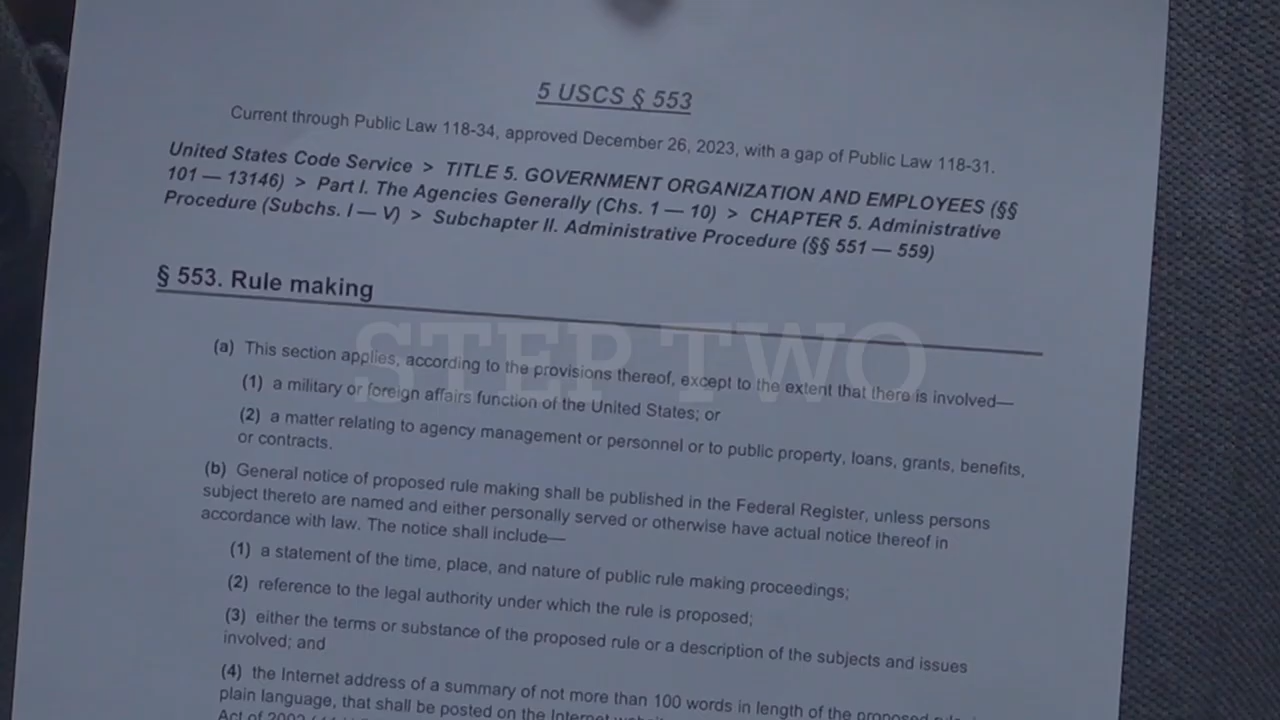 5 USCS § 553
Current through Public Law 118-34, approved December 26, 2023, with a gap of Public Law 118-31.
United States Code Service > TITLE 5. GOVERNMENT ORGANIZATION AND EMPLOYEES (§§
101 — 13146) > Part I. The Agencies Generally (Chs. 1 — 10) > CHAPTER 5. Administrative
Procedure (Subchs. I — V) > Subchapter II. Administrative Procedure (§§ 551 — 559)
§ 553. Rule making
STEP TWO
(a) This section applies, according to the provisions thereof, except to the extent that there is involved—
(1) a military or foreign affairs function of the United States; or
(2) a matter relating to agency management or personnel or to public property, loans, grants, benefits,
or contracts.
(b) General notice of proposed rule making shall be published in the Federal Register, unless persons
subject thereto are named and either personally served or otherwise have actual notice thereof in
accordance with law. The notice shall include—
(1) a statement of the time, place, and nature of public rule making proceedings;
(2) reference to the legal authority under which the rule is proposed;
(3) either the terms or substance of the proposed rule or a description of the subjects and issues
involved; and
(4) the Internet address of a summary of not more than 100 words in length of the proposed
plain language, that shall be posted on the Internet
Act of 2002